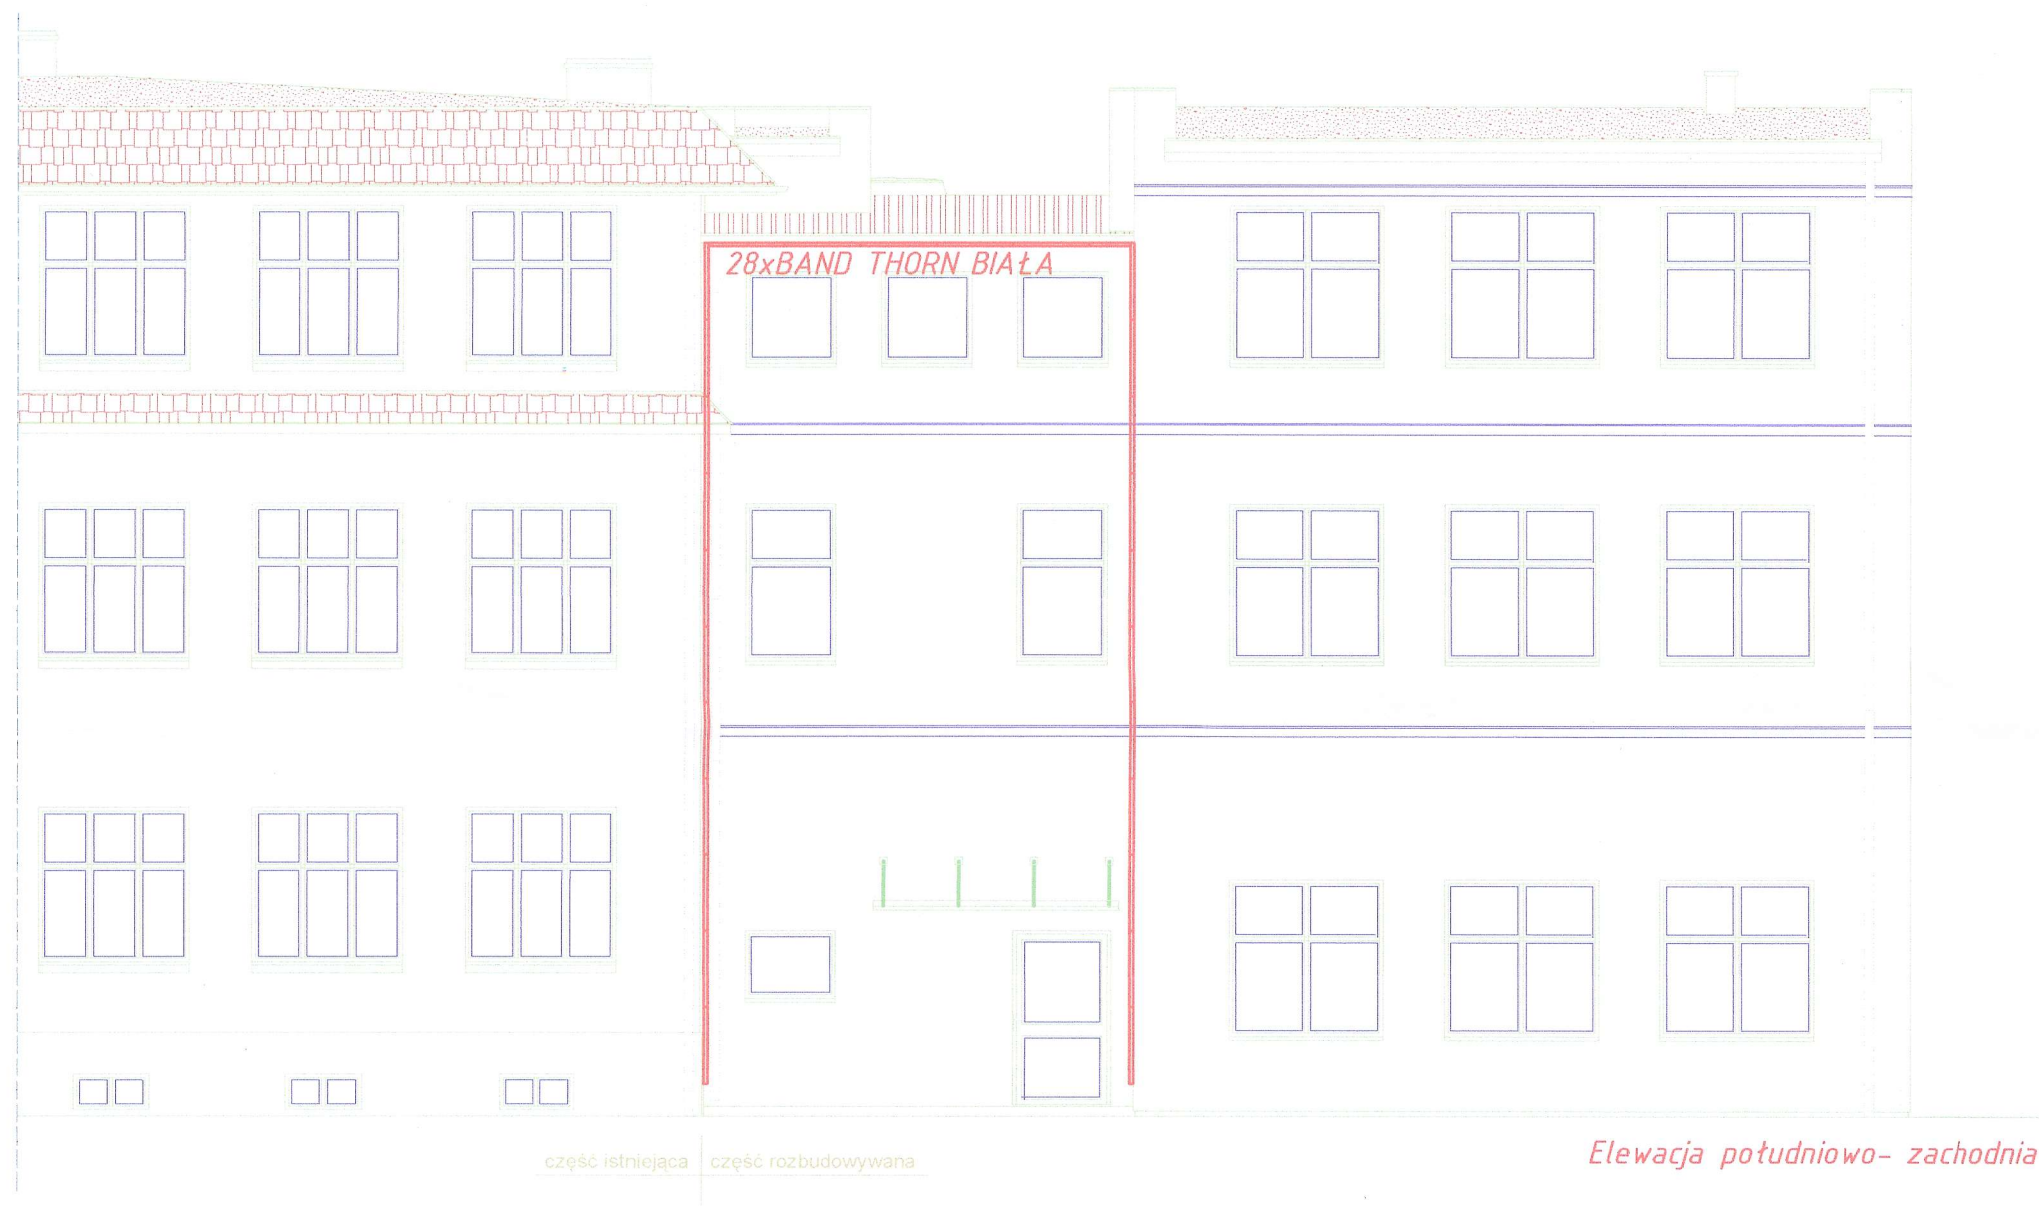 28xBAND THORN BIAŁA
część istniejąca część rozbudowywana
Elewacja południowo- zachodnia